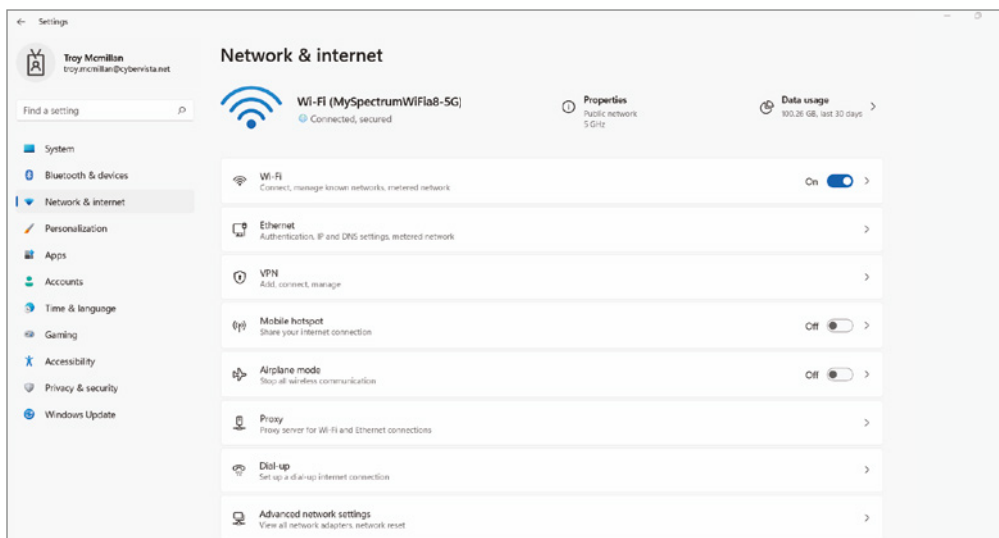 ← Settings
Troy Mcmillan
troy.mcmillan@cybervista.net
Find a setting
System
Bluetooth & devices
Network & internet
Personalization
Apps
Accounts
Time & language
Gaming
Accessibility
Privacy & security
Windows Update
Network & internet
Wi-Fi (MySpectrumWiFia8-5G)
Connected, secured
Properties
Public network
5 GHz
Data usage
100.26 GB, last 30 days
Wi-Fi
Connect, manage known networks, metered network
On
Ethernet
Authentication, IP and DNS settings, metered network
VPN
Add, connect, manage
Mobile hotspot
Share your internet connection
Off
Airplane mode
Stop all wireless communication
Off
Proxy
Proxy server for Wi-Fi and Ethernet connections
Dial-up
Set up a dial-up internet connection
Advanced network settings
View all network adapters, network reset